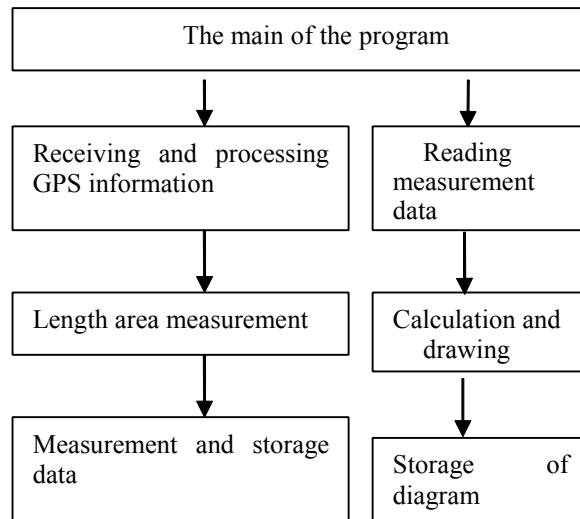 The main of the program
Receiving and processing
GPS information
Reading
measurement
data
Length area measurement
Calculation and
drawing
Measurement and storage
data
Storage of
diagram